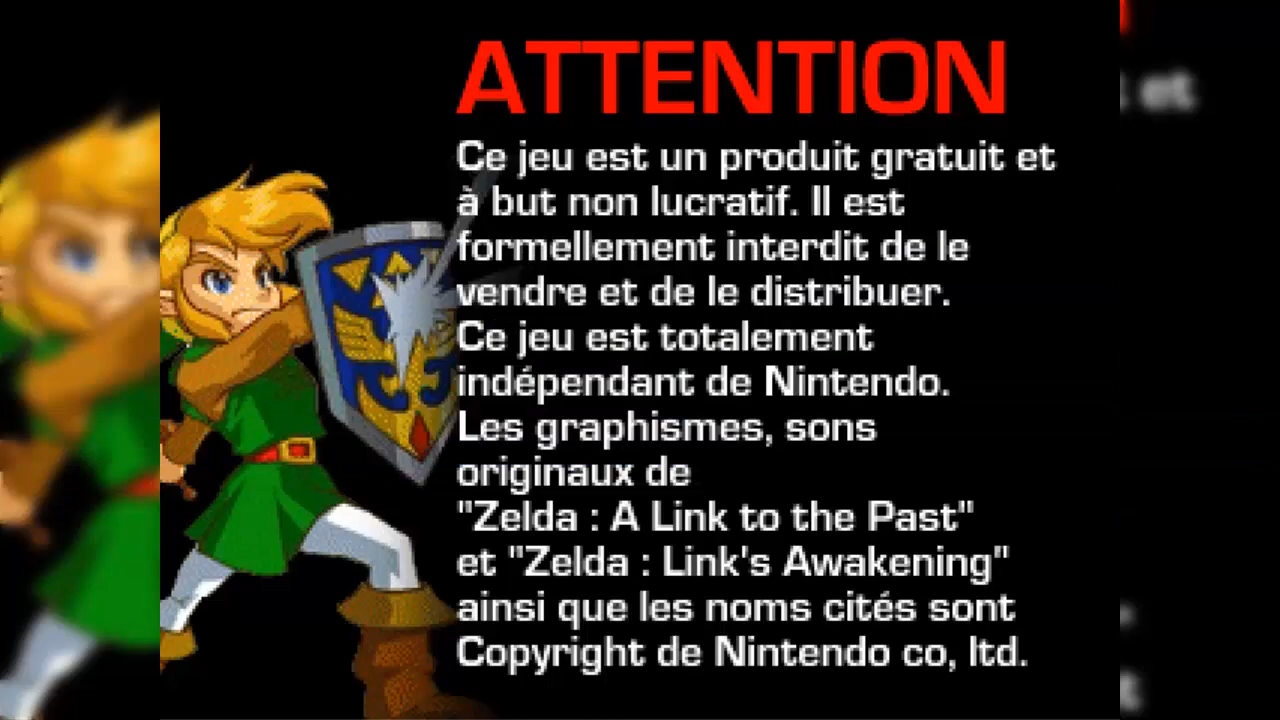 ATTENTION
Ce jeu est un produit gratuit et
à but non lucratif. Il est
formellement interdit de le
vendre et de le distribuer.
Ce jeu est totalement
indépendant de Nintendo.
Les graphismes, sons
originaux de
"Zelda : A Link to the Past"
et "Zelda : Link's Awakening"
ainsi que les noms cités sont
Copyright de Nintendo co, ltd.